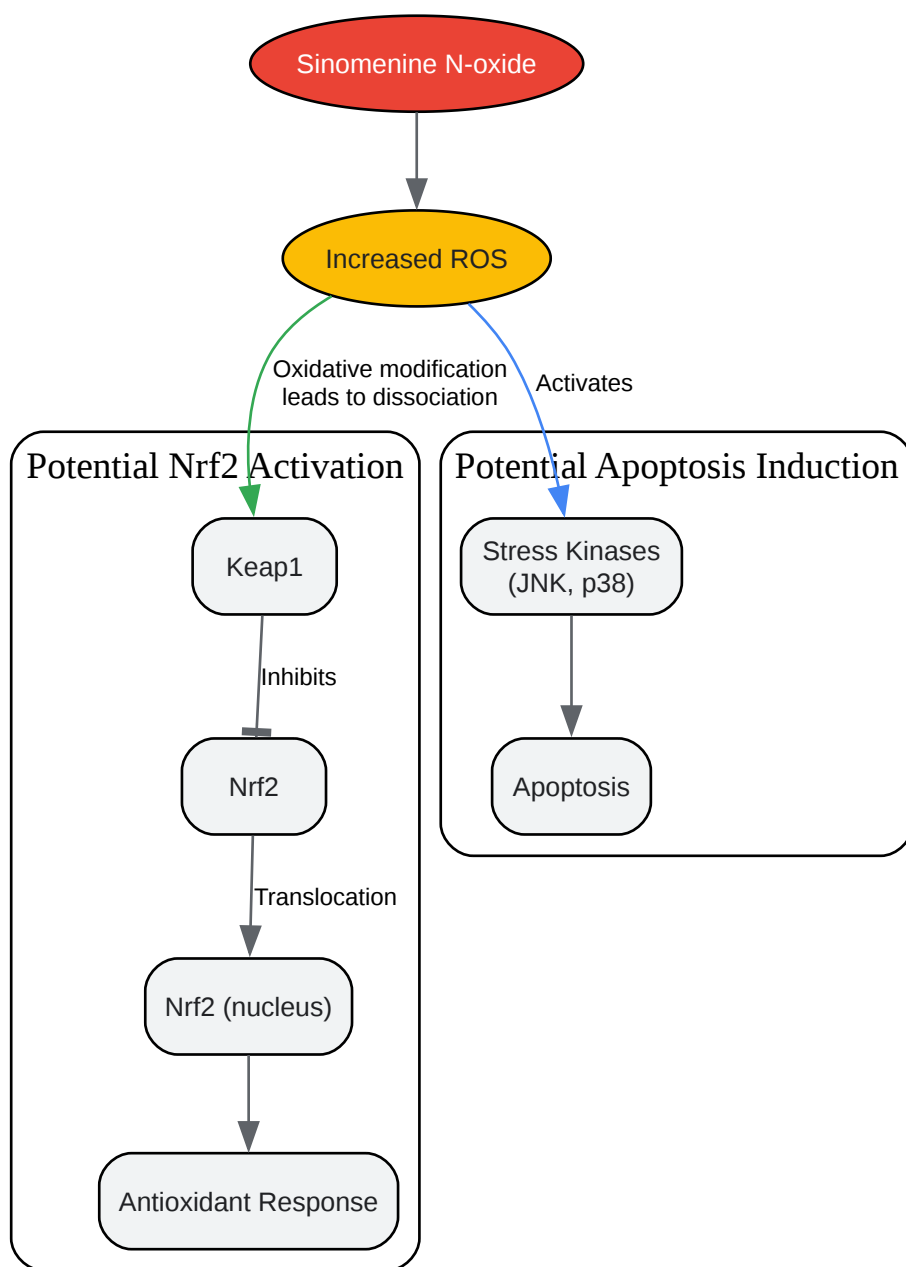 Sinomenine N-oxide
Increased ROS
Oxidative modification
leads to dissociation
Activates
Potential Nrf2 Activation
Keap1
Inhibits
Nrf2
Translocation
Nrf2 (nucleus)
Antioxidant Response
Potential Apoptosis Induction
Stress Kinases
(JNK, p38)
Apoptosis